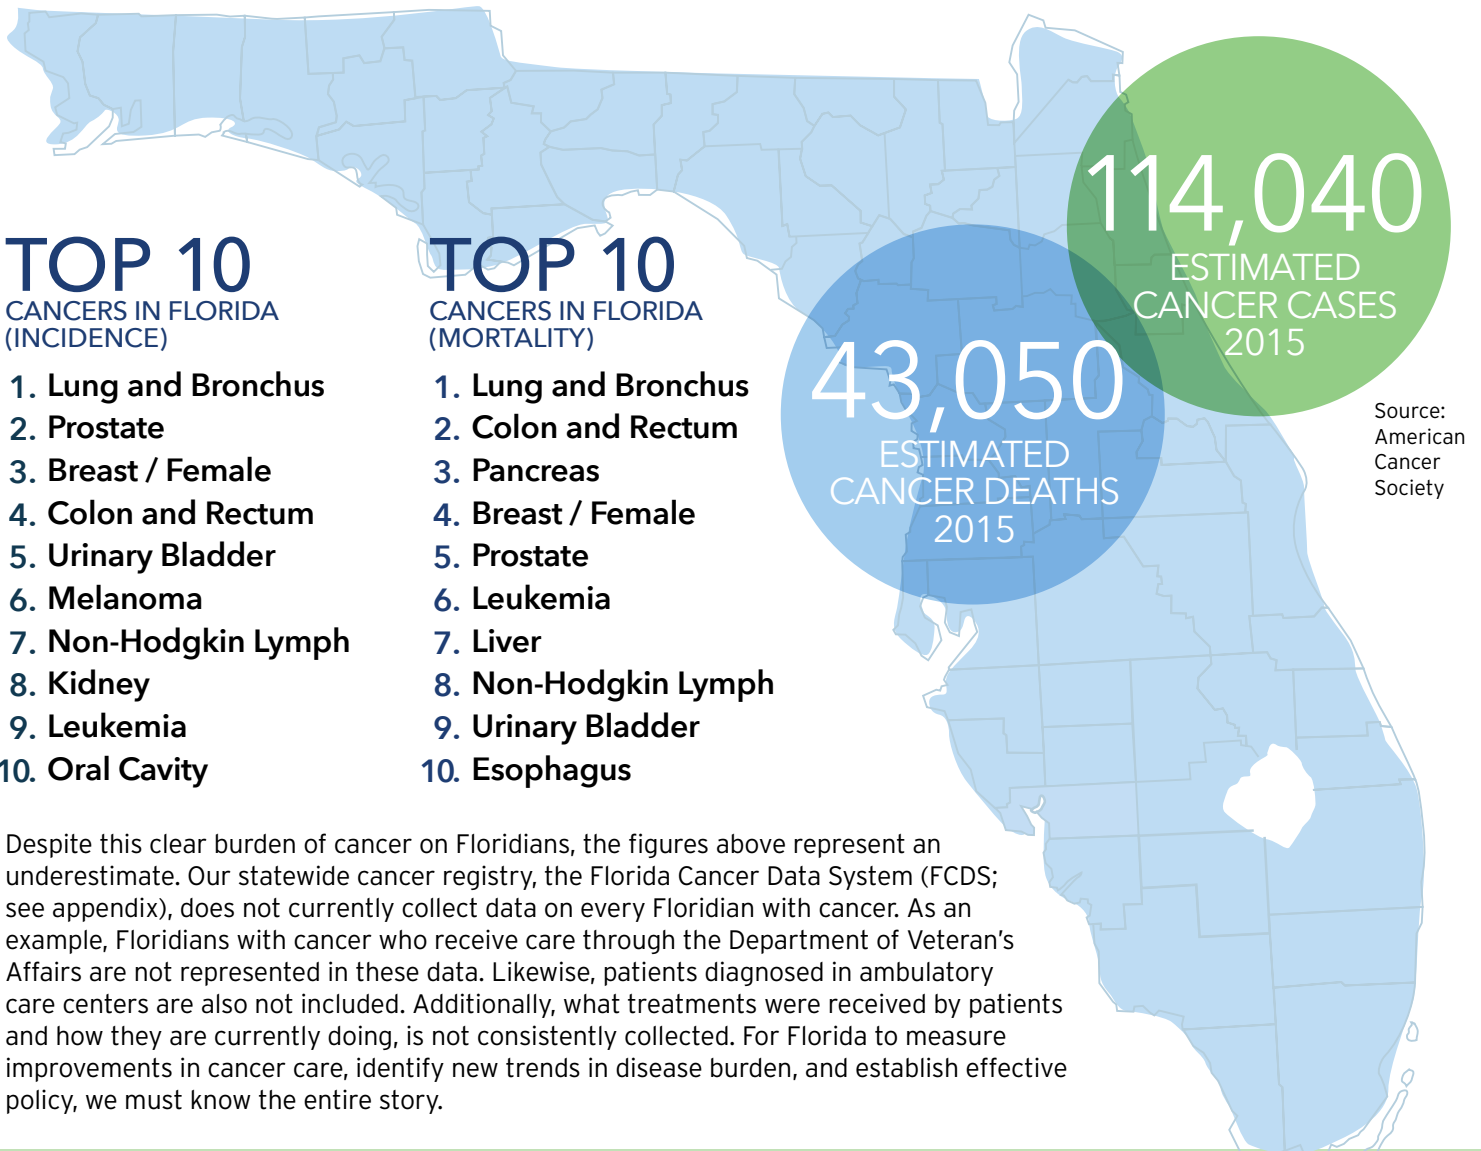 TOP 10
CANCERS IN FLORIDA
(INCIDENCE)
1. Lung and Bronchus
2. Prostate
3. Breast / Female
4. Colon and Rectum
5. Urinary Bladder
6. Melanoma
7. Non-Hodgkin Lymph
8. Kidney
9. Leukemia
10. Oral Cavity
TOP 10
CANCERS IN FLORIDA
(MORTALITY)
1. Lung and Bronchus
2. Colon and Rectum
3. Pancreas
4. Breast / Female
5. Prostate
6. Leukemia
7. Liver
8. Non-Hodgkin Lymph
9. Urinary Bladder
10. Esophagus
114,040
ESTIMATED
CANCER CASES
2015
43,050
ESTIMATED
CANCER DEATHS
2015
Source:
American
Cancer
Society
Despite this clear burden of cancer on Floridians, the figures above represent an
underestimate. Our statewide cancer registry, the Florida Cancer Data System (FCDS;
see appendix), does not currently collect data on every Floridian with cancer. As an
example, Floridians with cancer who receive care through the Department of Veteran's
Affairs are not represented in these data. Likewise, patients diagnosed in ambulatory
care centers are also not included. Additionally, what treatments were received by patients
and how they are currently doing, is not consistently collected. For Florida to measure
improvements in cancer care, identify new trends in disease burden, and establish effective
policy, we must know the entire story.